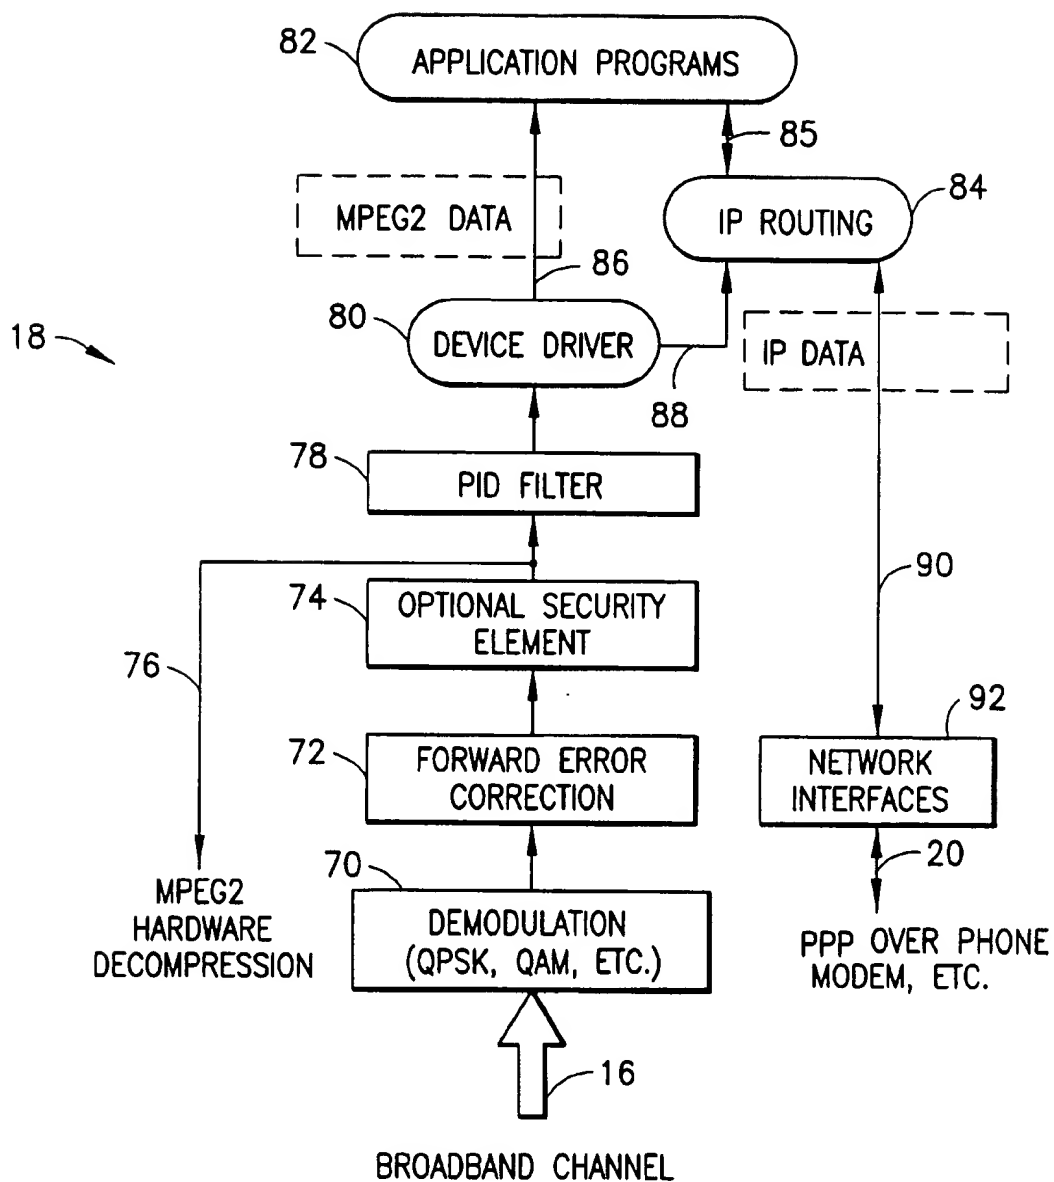 82
APPLICATION PROGRAMS
85
MPEG2 DATA
IP ROUTING
84
86
80
DEVICE DRIVER
88
IP DATA
18
78
PID FILTER
74
OPTIONAL SECURITY
ELEMENT
76
90
72
FORWARD ERROR
CORRECTION
92
NETWORK
INTERFACES
70
DEMODULATION
(QPSK, QAM, ETC.)
20
MPEG2
HARDWARE
DECOMPRESSION
PPP OVER PHONE
MODEM, ETC.
16
BROADBAND CHANNEL